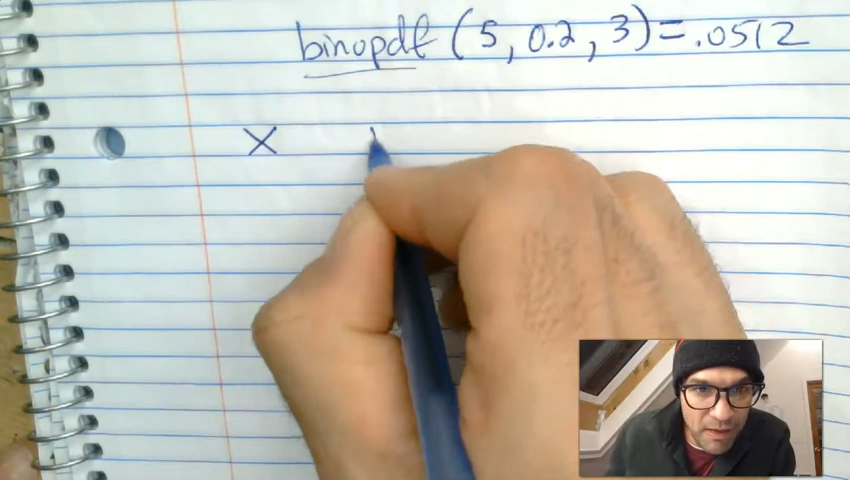 binopdf (5, 0.2, 3) = .0512
X